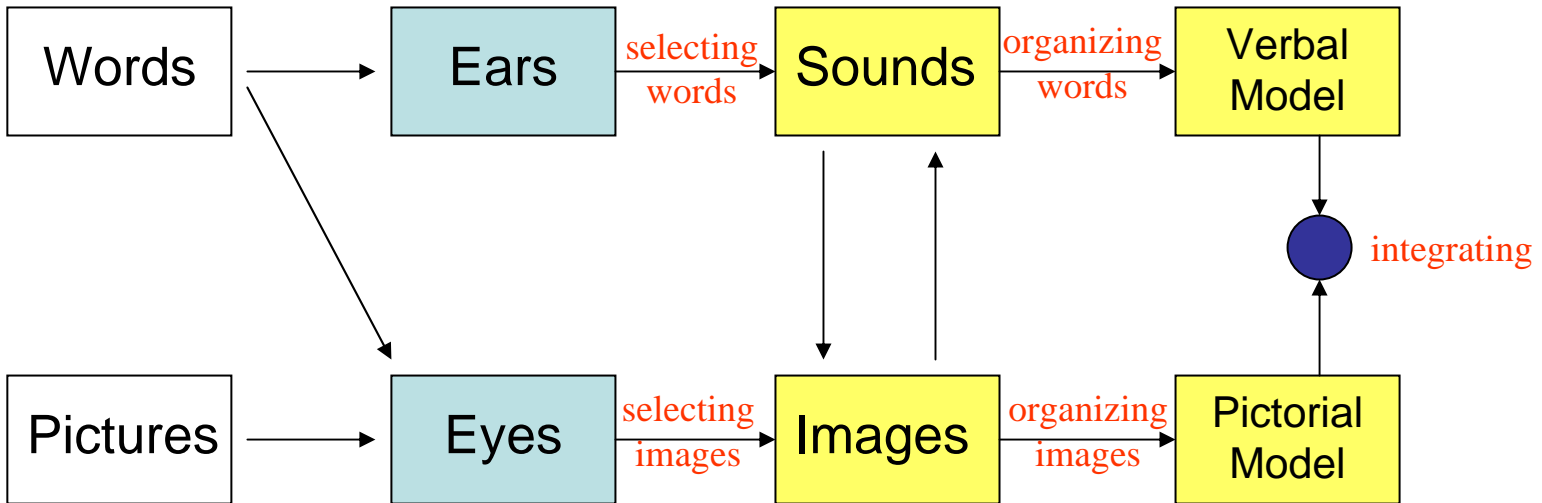 Words
Ears
selecting
words
Sounds
organizing
words
Verbal
Model
integrating
Pictures
Eyes
selecting
images
Images
organizing
images
Pictorial
Model